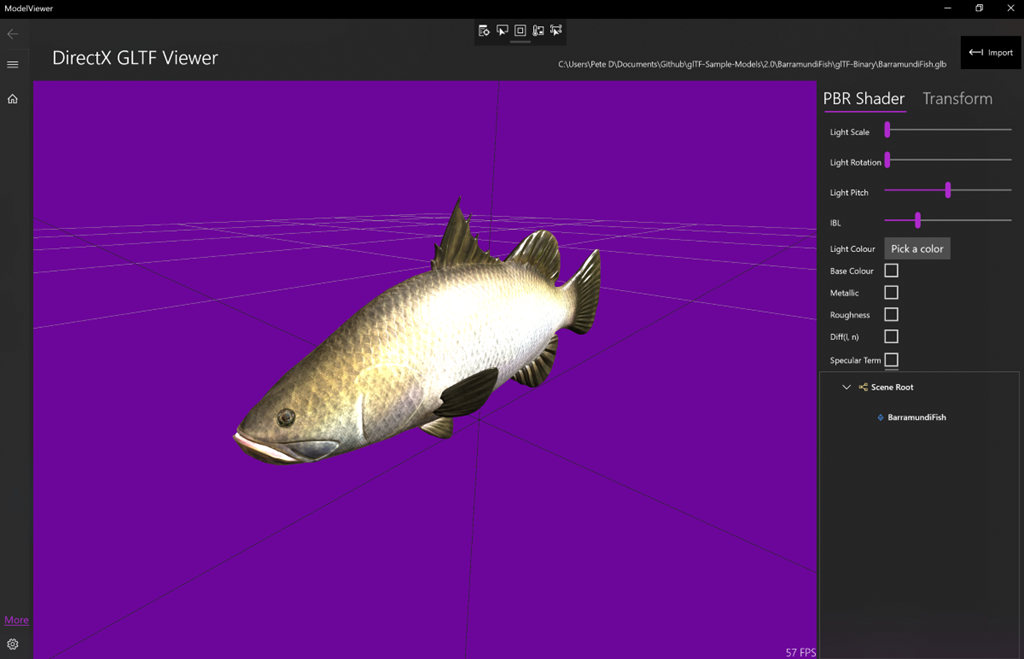 ModelViewer
DirectX GLTF Viewer
C:\Users\Pete D\Documents\Github\glTF-Sample-Models\2.0\BarramundiFish\glTF-Binary\BarramundiFish.glb
Import
PBR Shader
Transform
Light Scale
Light Rotation
Light Pitch
IBL
Light Colour
Pick a color
Base Colour
Metallic
Roughness
Diff(l, n)
Specular Term
Scene Root
BarramundiFish
More
57 FPS